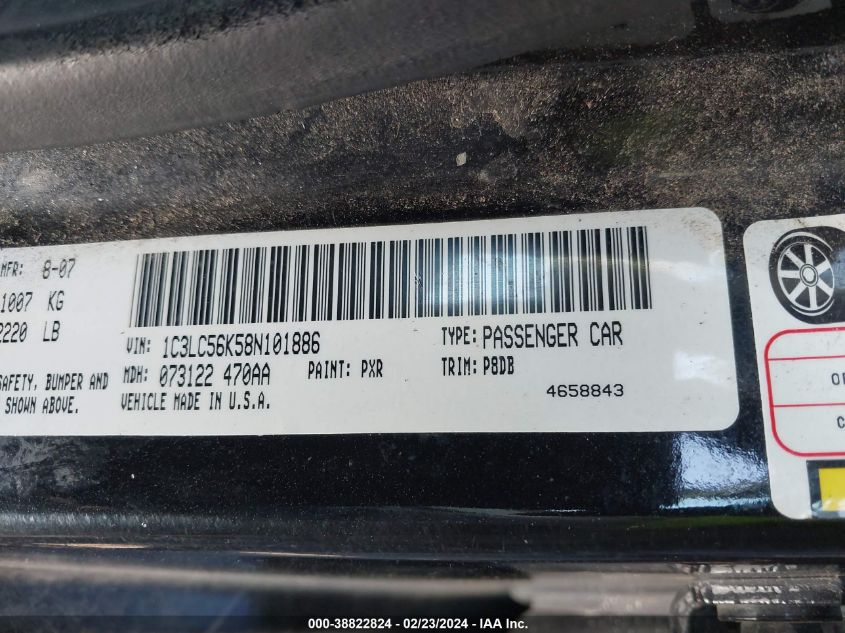 MFR: 8-07
1007 KG
2220 LB
SAFETY, BUMPER AND
SHOWN ABOVE.
VIN: 1C3LC56K58N101886
TYPE: PASSENGER CAR
MDH: 073122 470AA
PAINT: PXR
TRIM: P8DB
VEHICLE MADE IN U.S.A.
4658843
000-38822824 - 02/23/2024 - IAA Inc.